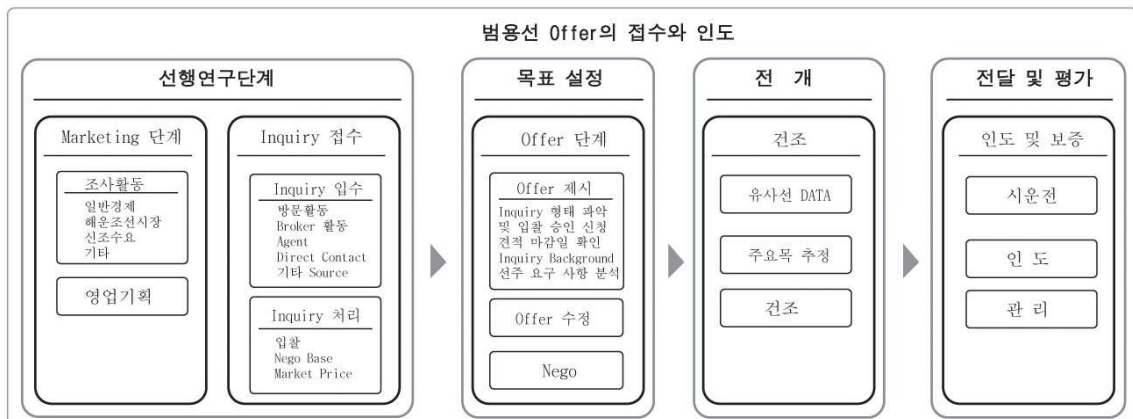 범용선 Offer의 접수와 인도
선행연구단계
Marketing 단계
조사활동
일반경제
해운조선시장
신조수요
기타
영업기획
Inquiry 접수
Inquiry 입수
방문활동
Broker 활동
Agent
Direct Contact
기타 Source
Inquiry 처리
입찰
Nego Base
Market Price
목표 설정
Offer 단계
Offer 제시
Inquiry 형태 파악
및 입찰 승인 신청
견적 마감일 확인
Inquiry Background
선주 요구 사항 분석
Offer 수정
Nego
전 개
건조
유사선 DATA
주요목 추정
건조
전달 및 평가
인도 및 보증
시운전
인 도
관 리